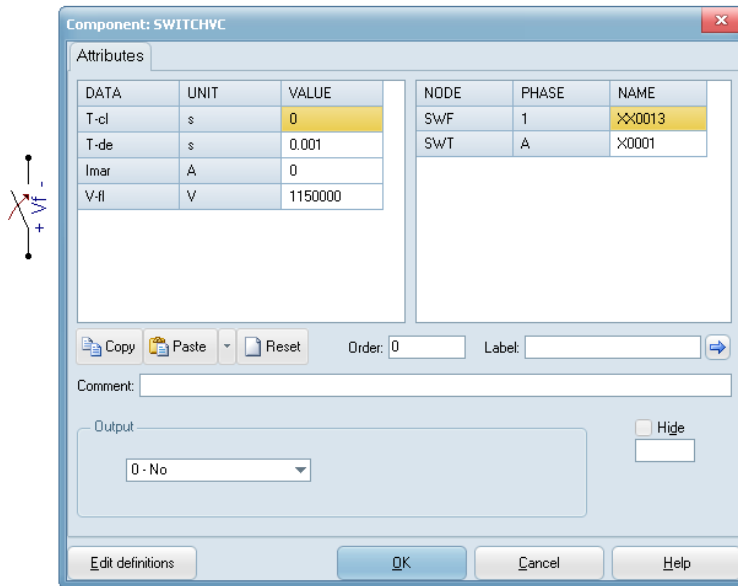 Component: SWITCHVC
Attributes
DATA UNIT VALUE
T-cl s 0
T-de s 0.001
Imar A 0
V-fl V 1150000
NODE PHASE NAME
SWF 1 XX0013
SWT A X0001
+ Vf -
Copy Paste Reset Order: 0 Label:
Comment:
Output
0 - No
Hide
Edit definitions OK Cancel Help